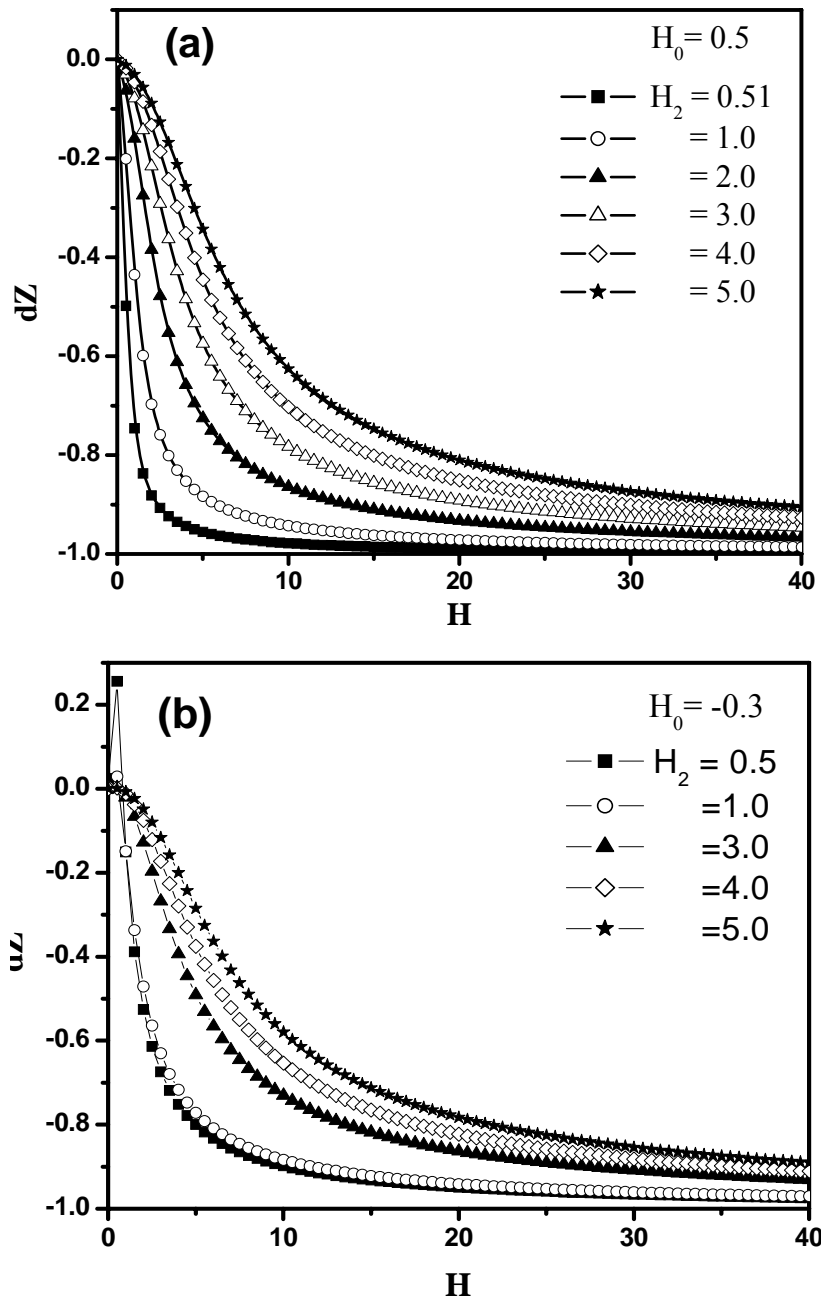 (a)
H₀ = 0.5
H₂ = 0.51
= 1.0
= 2.0
= 3.0
= 4.0
= 5.0
0.0
-0.2
-0.4
-0.6
-0.8
-1.0
dZ
0 10 20 30 40
H
(b)
H₀ = -0.3
H₂ = 0.5
=1.0
=3.0
=4.0
=5.0
0.2
0.0
-0.2
-0.4
-0.6
-0.8
-1.0
dZ
0 10 20 30 40
H